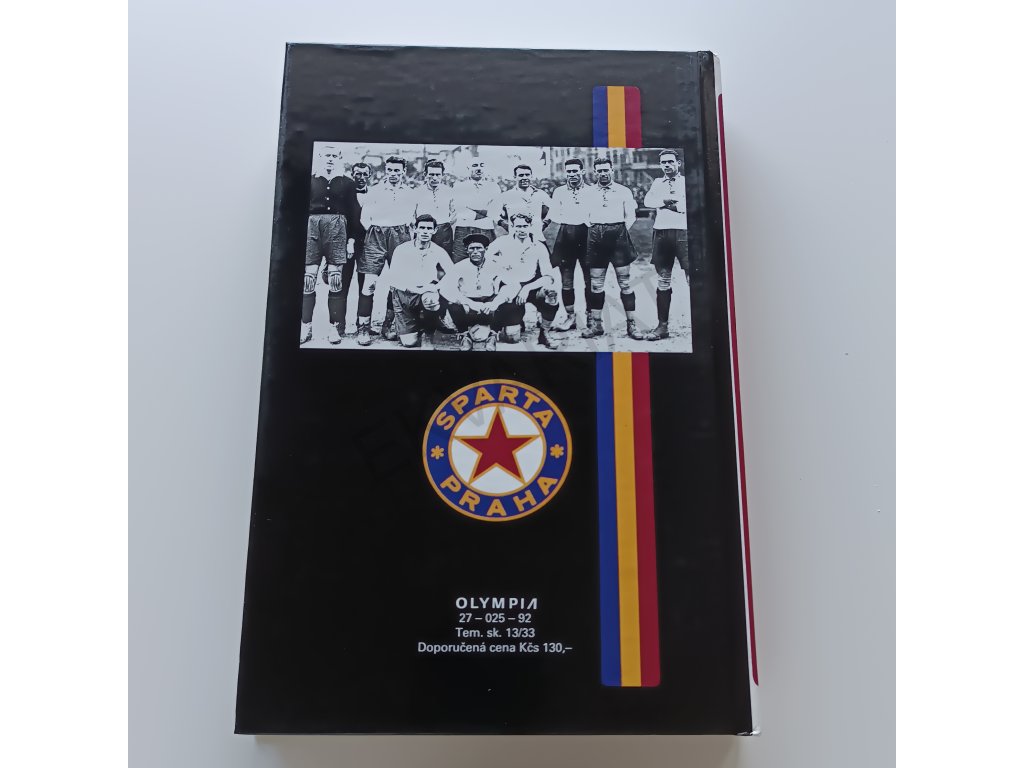 SPARTA
PRAHA
OLYMPIA
27 – 025 – 92
Tem. sk. 13/33
Doporučená cena Kčs 130,–